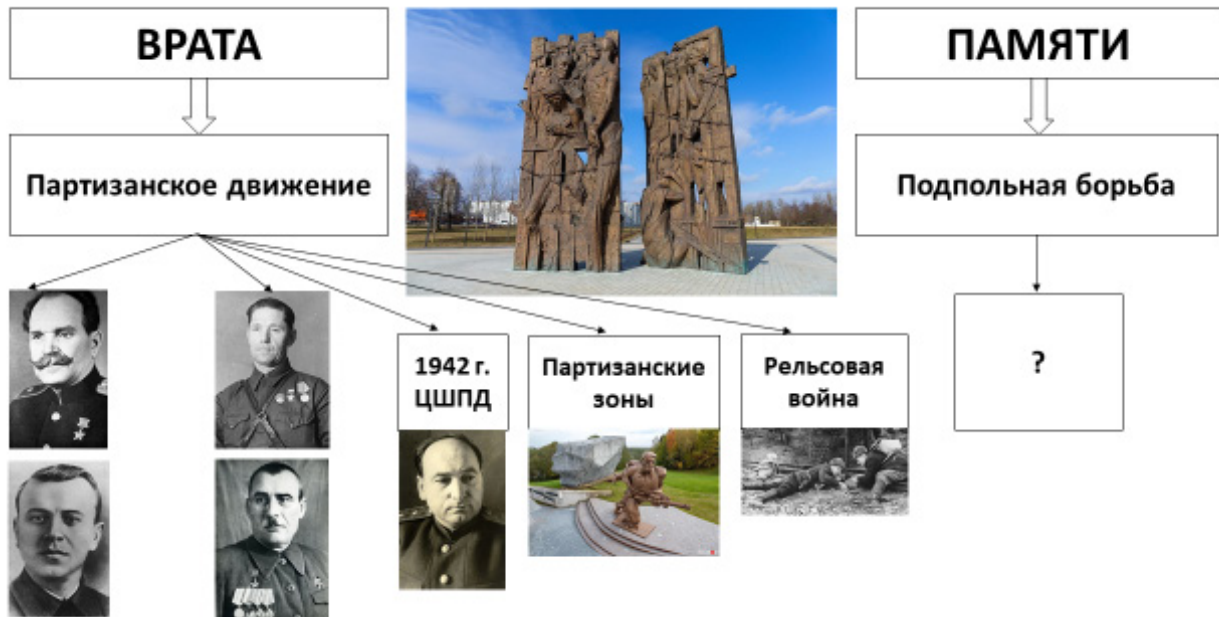 ВРАТА
ПАМЯТИ
Партизанское движение
Подпольная борьба
1942 г.
ЦШПД
Партизанские
зоны
Рельсовая
война
?